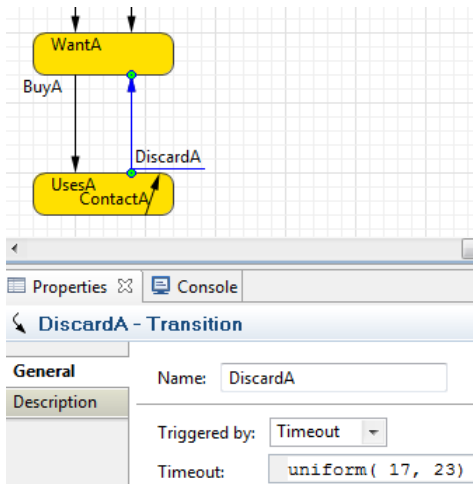 WantA
BuyA
DiscardA
UsesA
ContactA
Properties Console
DiscardA - Transition
General
Name: DiscardA
Description
Triggered by: Timeout
Timeout: uniform( 17, 23)